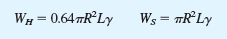 W_H = 0.64πR²Lγ W_S = πR²Lγ